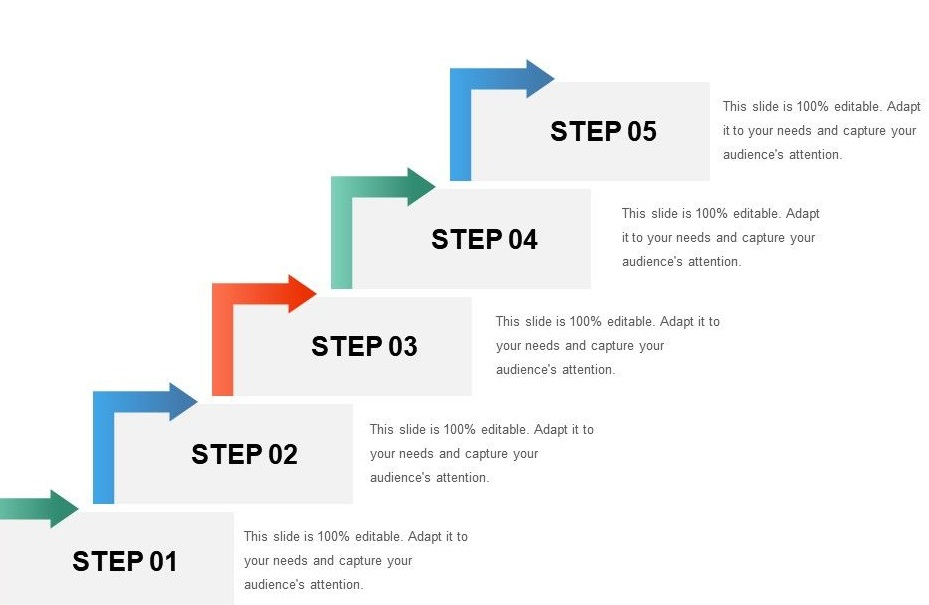 STEP 05
This slide is 100% editable. Adapt
it to your needs and capture your
audience's attention.
STEP 04
This slide is 100% editable. Adapt
it to your needs and capture your
audience's attention.
STEP 03
This slide is 100% editable. Adapt it to
your needs and capture your
audience's attention.
STEP 02
This slide is 100% editable. Adapt it to
your needs and capture your
audience's attention.
STEP 01
This slide is 100% editable. Adapt it to
your needs and capture your
audience's attention.